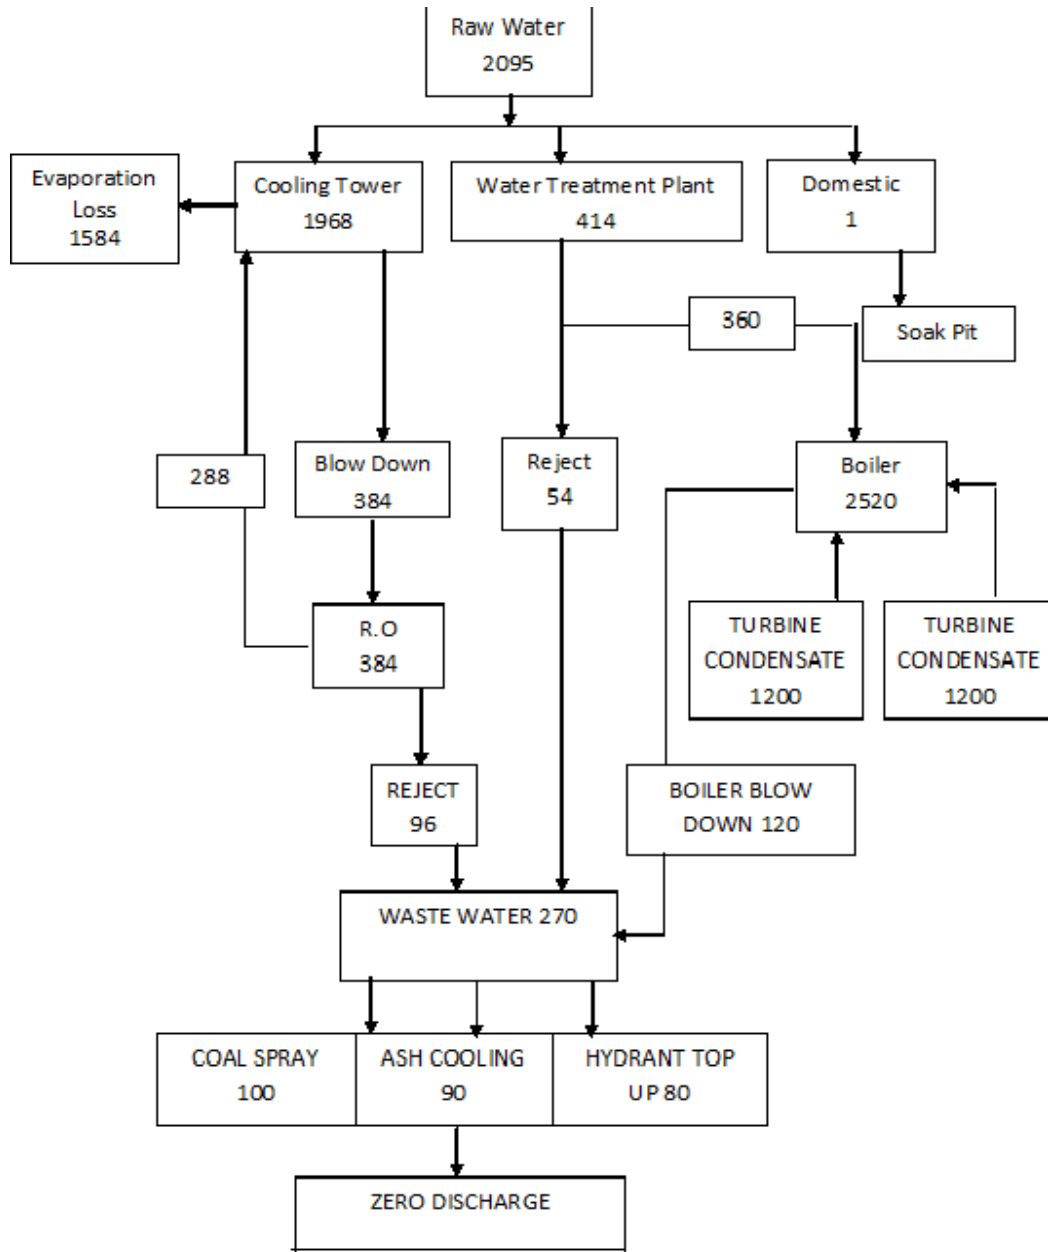 Raw Water
2095
Evaporation
Loss
1584
Cooling Tower
1968
Water Treatment Plant
414
Domestic
1
360
Soak Pit
288
Blow Down
384
Reject
54
Boiler
2520
R.O
384
TURBINE
CONDENSATE
1200
TURBINE
CONDENSATE
1200
REJECT
96
BOILER BLOW
DOWN 120
WASTE WATER 270
COAL SPRAY
100
ASH COOLING
90
HYDRANT TOP
UP 80
ZERO DISCHARGE